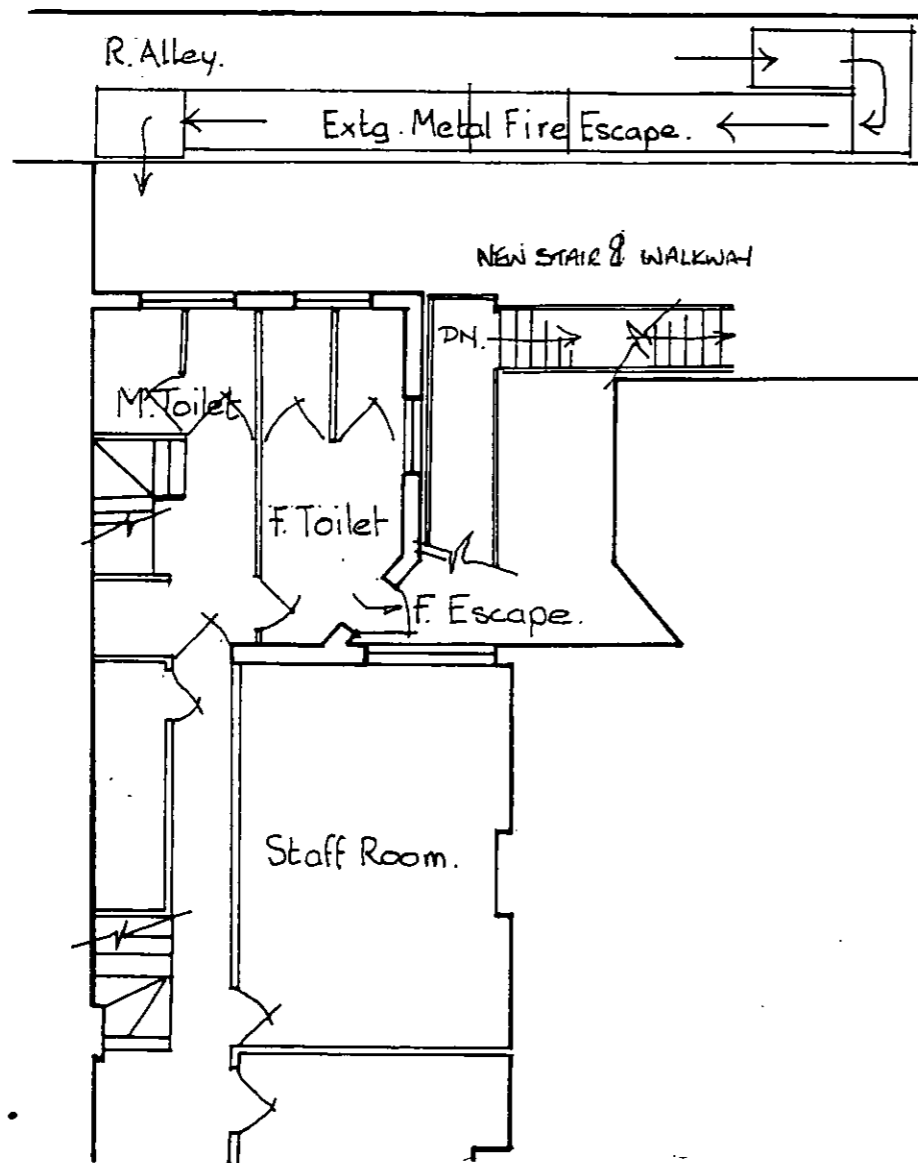 R. Alley.
Extg. Metal Fire Escape.
NEW STAIR & WALKWAY
DN.
M. Toilet
F. Toilet
F. Escape.
Staff Room.